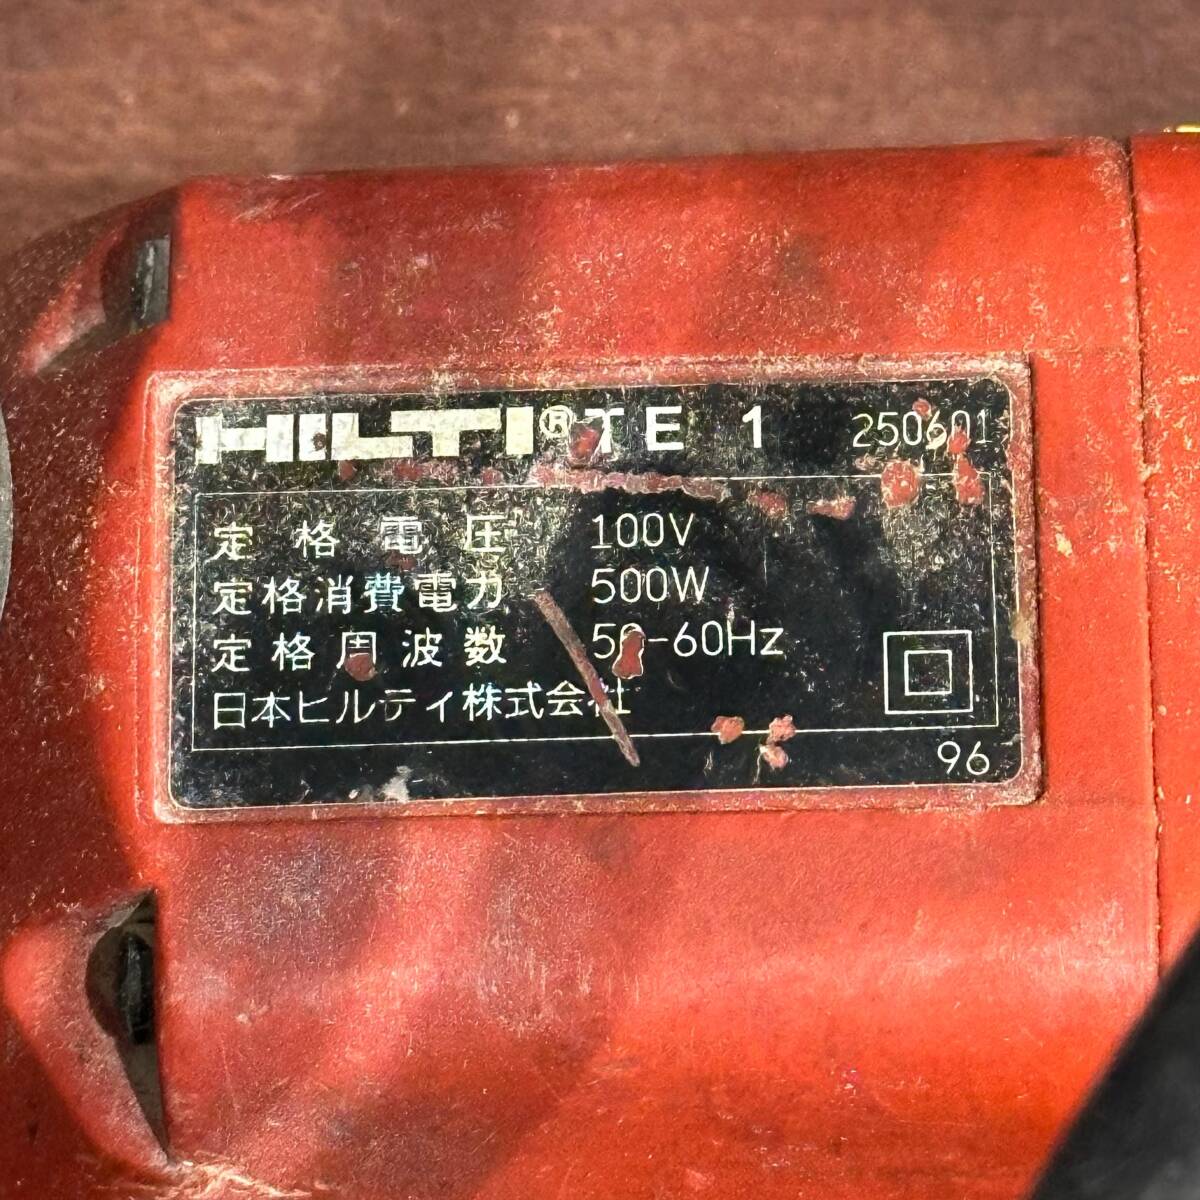 HILTI® TE 1 250601
定格電圧 100V
定格消費電力 500W
定格周波数 50-60Hz
日本ヒルティ株式会社
96